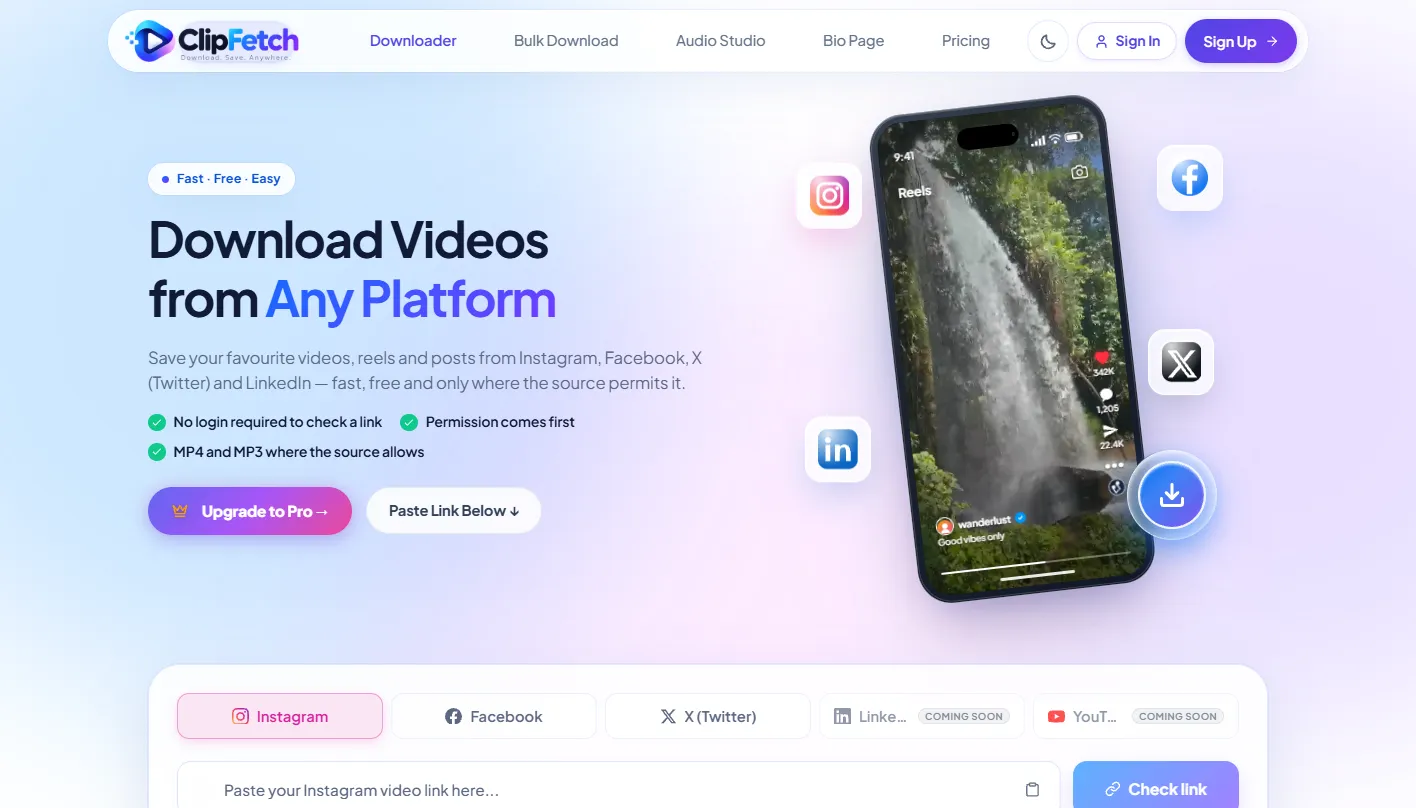 ClipFetch
Download. Save. Anywhere.
Downloader
Bulk Download
Audio Studio
Bio Page
Pricing
Sign In
Sign Up →
Fast · Free · Easy
Download Videos
from Any Platform
Save your favourite videos, reels and posts from Instagram, Facebook, X
(Twitter) and LinkedIn — fast, free and only where the source permits it.
No login required to check a link
Permission comes first
MP4 and MP3 where the source allows
Upgrade to Pro →
Paste Link Below ↓
9:41
Reels
342K
1,205
22.4K
wanderlust
Good vibes only
in
Instagram
Facebook
X (Twitter)
Linke...
COMING SOON
YouT...
COMING SOON
Paste your Instagram video link here...
Check link